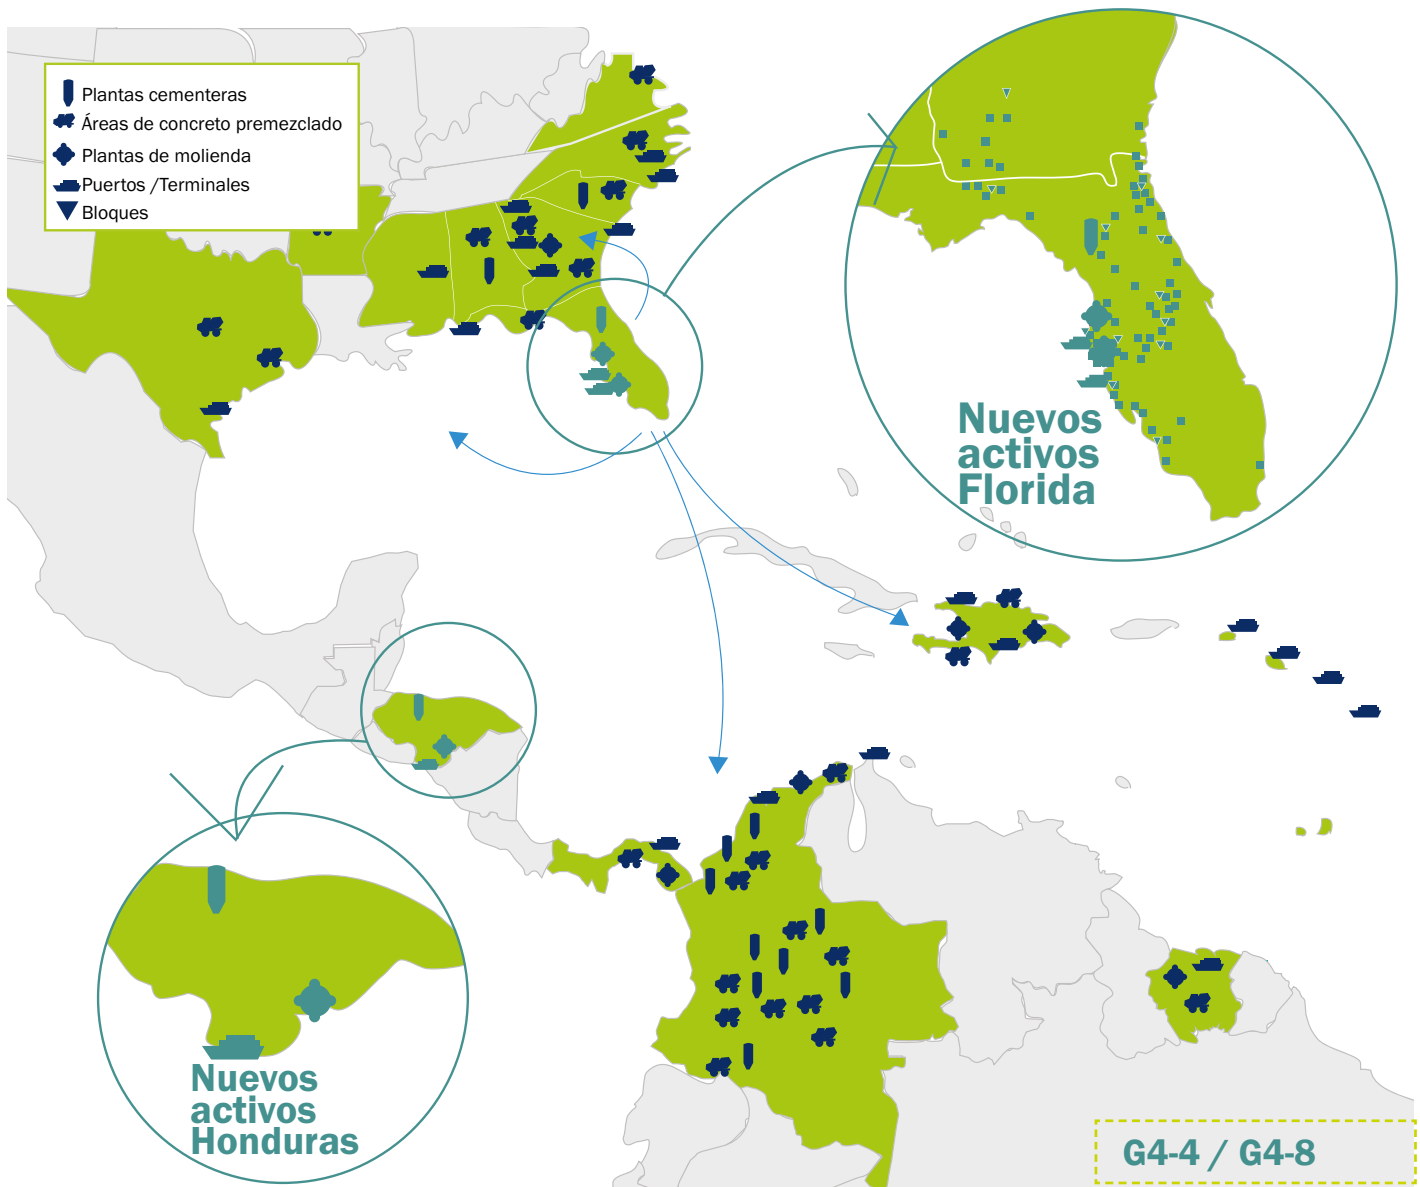 Plantas cementeras
Áreas de concreto premezclado
Plantas de molienda
Puertos /Terminales
Bloques
Nuevos
activos
Florida
Nuevos
activos
Honduras
G4-4 / G4-8